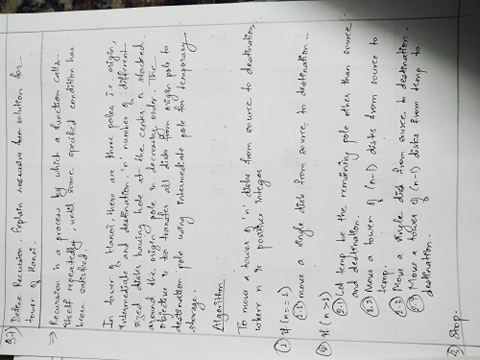 Q.7) Define Recursion. Explain recursive form solution for
tower of Hanoi.
=> Recursion is a process by which a function calls
itself repeatedly, until some specified condition has
been satisfied.
In tower of Hanoi, there are three poles i.e. origin,
intermediate and destination. 'n' number of different
sized disks having hole at the center is stacked
around the origin pole in decreasing order. The
objective is to transfer all disks from origin pole to
destination pole using intermediate pole for temporary
storage.
Algorithm
To move a tower of 'n' disks from source to destination,
where n is positive integer
① if (n==1)
1.1 move a single disk from source to destination..
② if (n>1)
2.1 Let temp be the remaining pole other than source
and destination.
2.2 Move a tower of (n-1) disks from source to
temp.
2.3 Move a single disk from source to destination.
2.4 Move a tower of (n-1) disks from temp to
destination.
③ Stop.